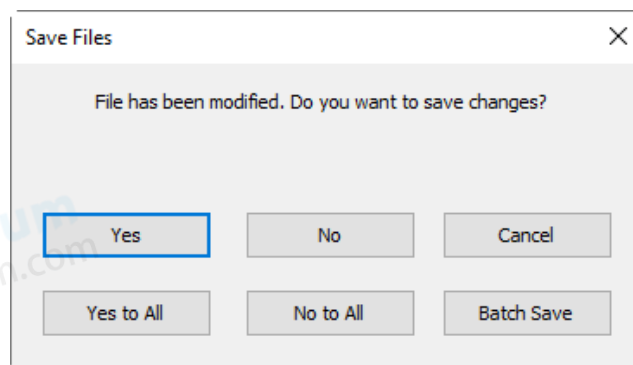 Save Files
File has been modified. Do you want to save changes?
Yes
No
Cancel
Yes to All
No to All
Batch Save